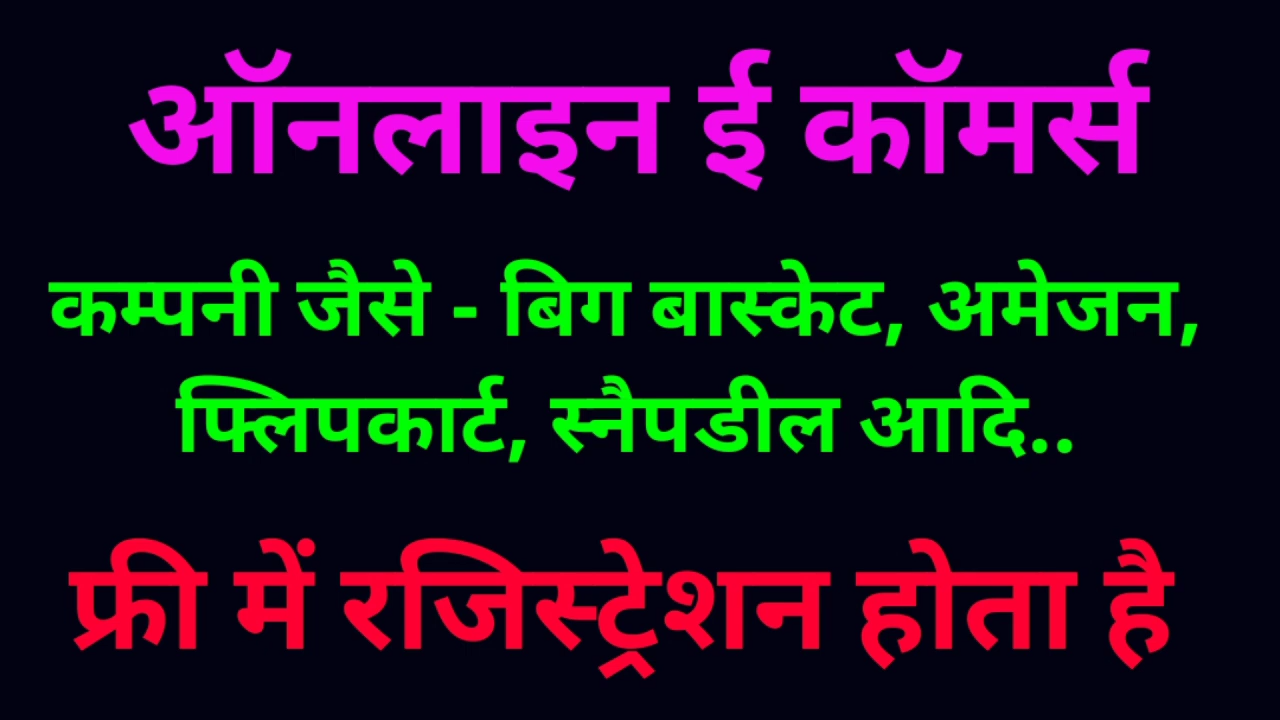 ऑनलाइन ई कॉमर्स
कम्पनी जैसे - बिग बास्केट, अमेजन,
फ्लिपकार्ट, स्नैपडील आदि..
फ्री में रजिस्ट्रेशन होता है